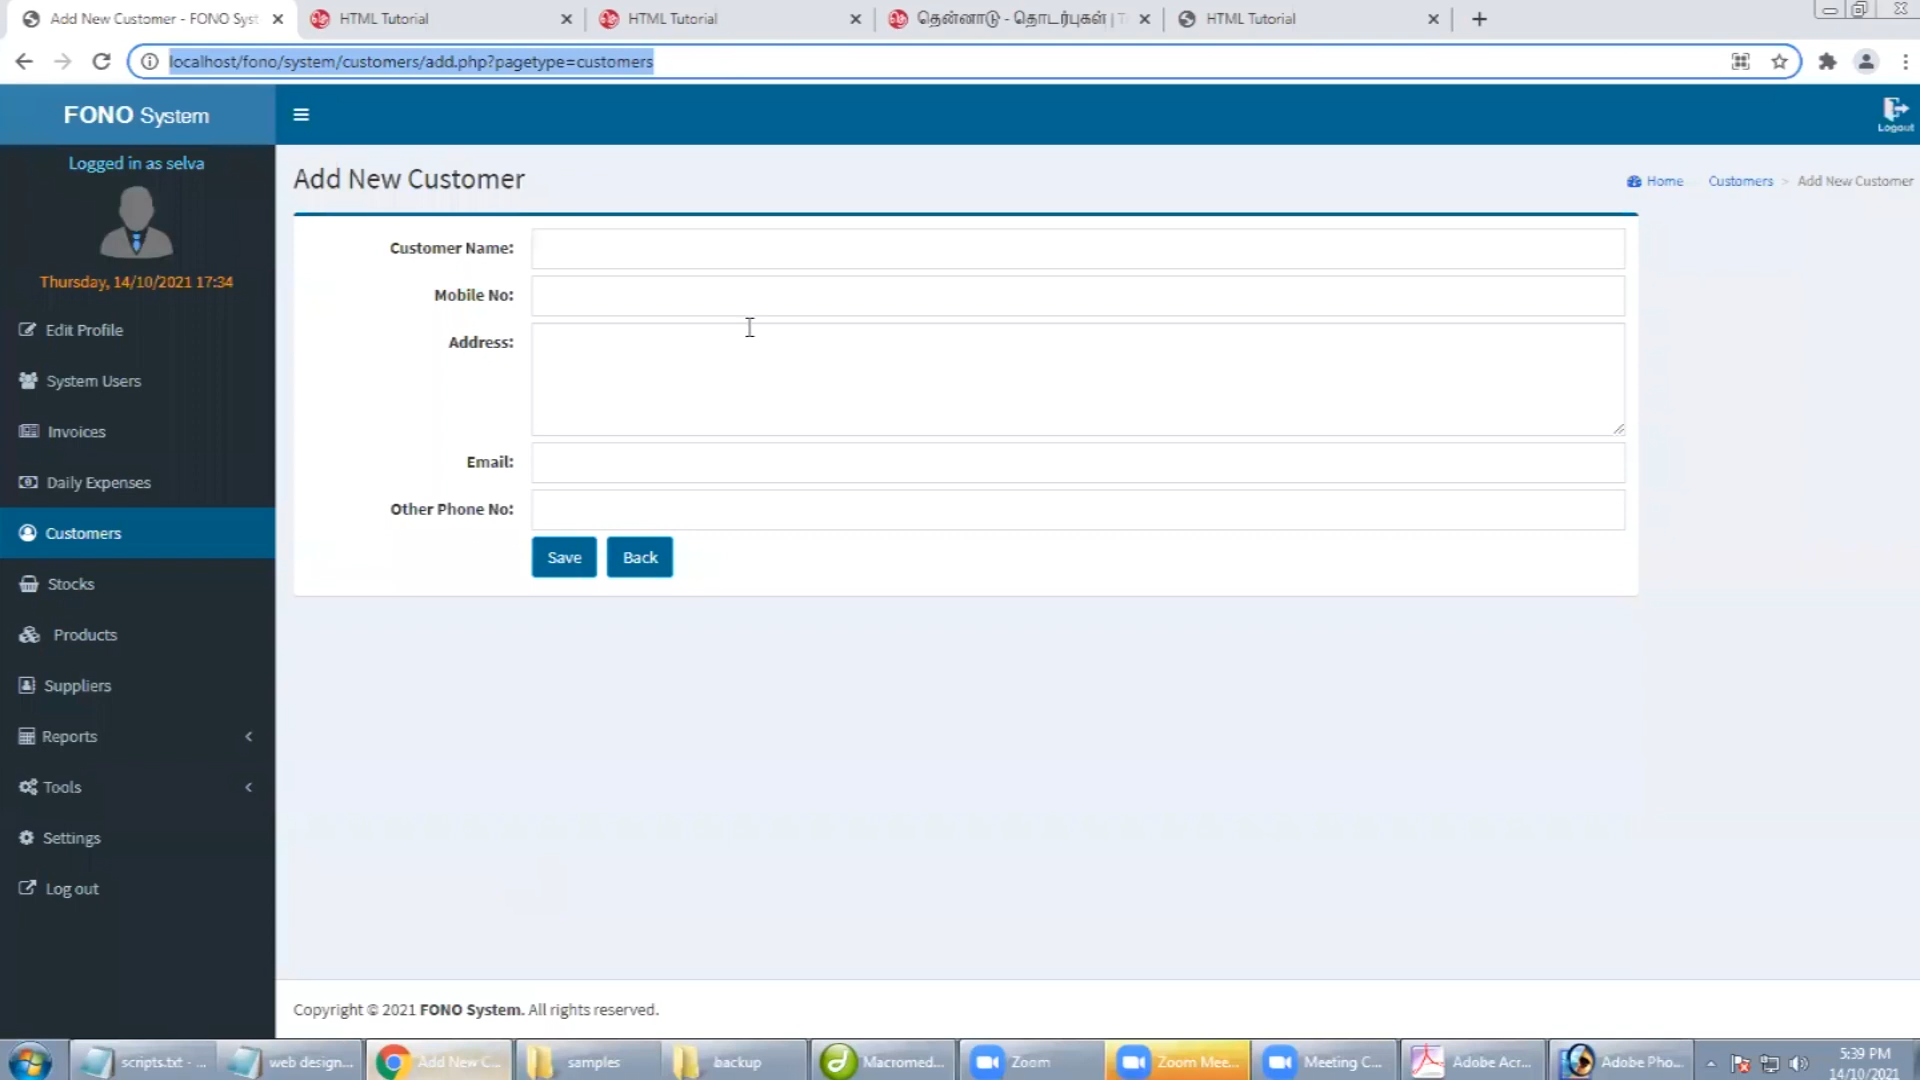 Add New Customer - FONO Syst
HTML Tutorial
HTML Tutorial
தென்னாடு - தொடர்புகள் | T
HTML Tutorial
localhost/fono/system/customers/add.php?pagetype=customers
FONO System
Logout
Logged in as selva
Thursday, 14/10/2021 17:34
Edit Profile
System Users
Invoices
Daily Expenses
Customers
Stocks
Products
Suppliers
Reports
Tools
Settings
Log out
Add New Customer
Home Customers > Add New Customer
Customer Name:
Mobile No:
Address:
Email:
Other Phone No:
Save Back
Copyright © 2021 FONO System. All rights reserved.
scripts.txt - ...
web design...
Add New C...
samples
backup
Macromed...
Zoom
Zoom Mee...
Meeting C...
Adobe Acr...
Adobe Pho...
5:39 PM
14/10/2021